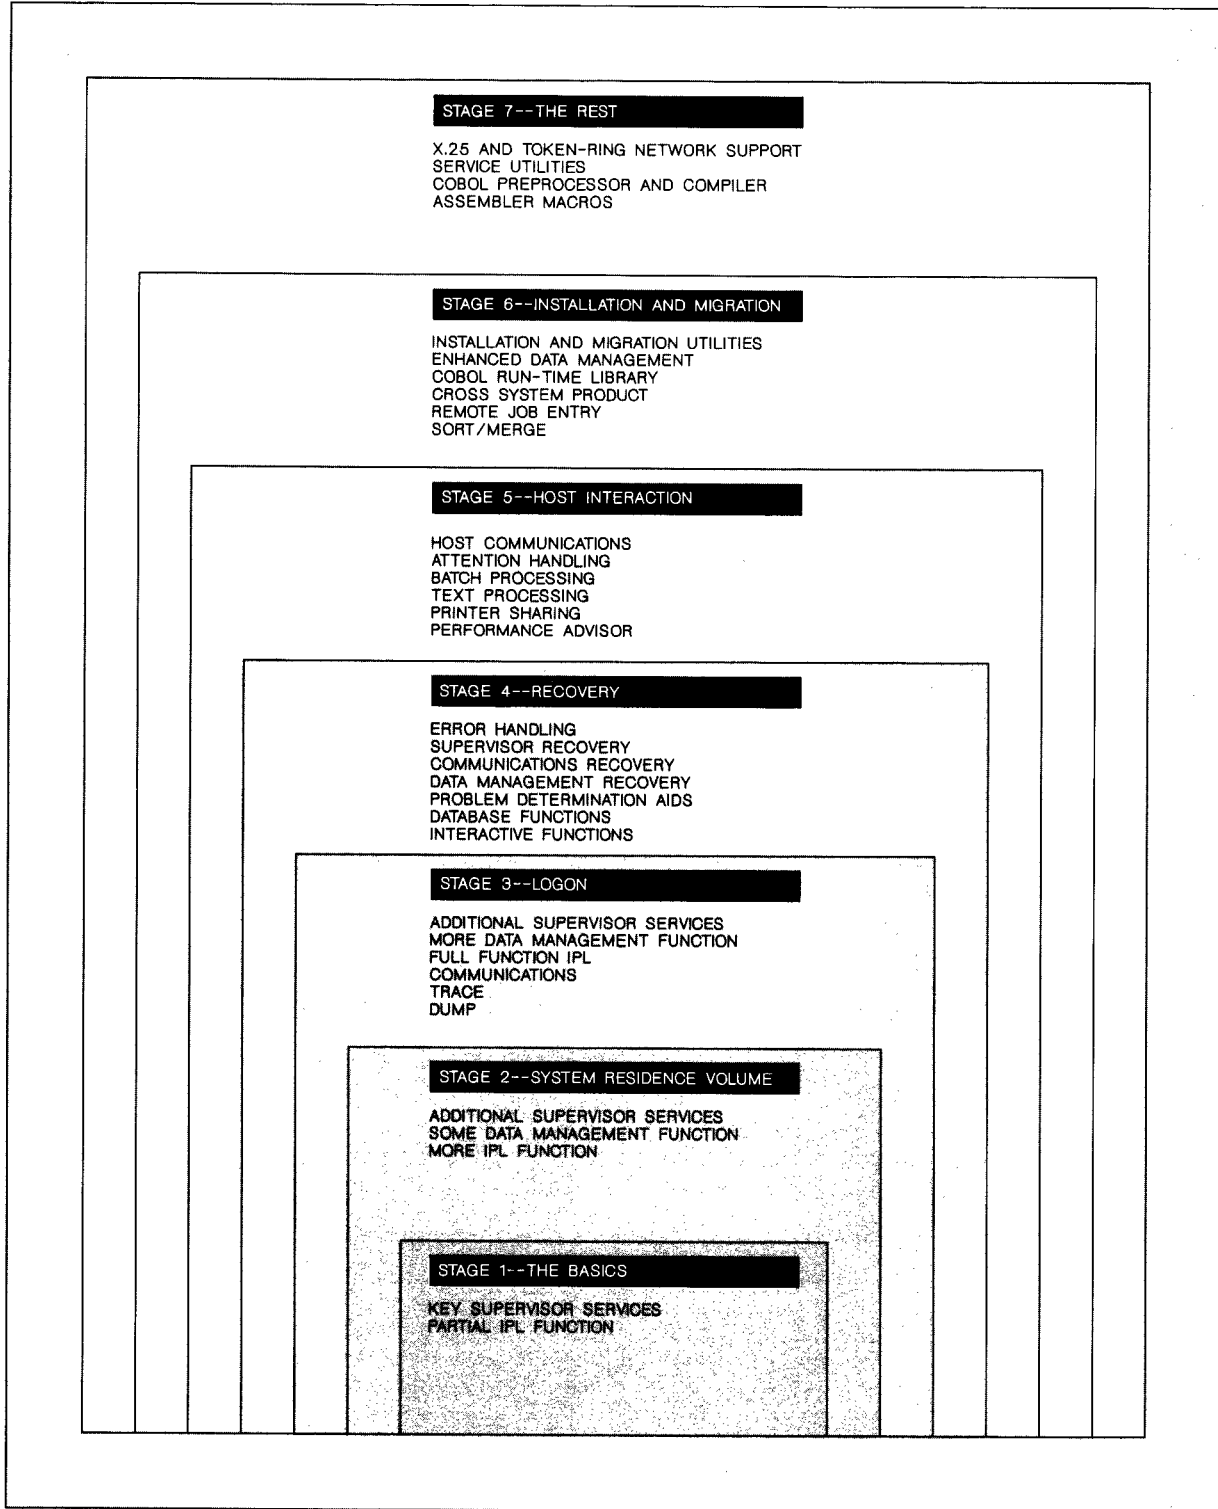 STAGE 7--THE REST
X.25 AND TOKEN-RING NETWORK SUPPORT
SERVICE UTILITIES
COBOL PREPROCESSOR AND COMPILER
ASSEMBLER MACROS
STAGE 6--INSTALLATION AND MIGRATION
INSTALLATION AND MIGRATION UTILITIES
ENHANCED DATA MANAGEMENT
COBOL RUN-TIME LIBRARY
CROSS SYSTEM PRODUCT
REMOTE JOB ENTRY
SORT/MERGE
STAGE 5--HOST INTERACTION
HOST COMMUNICATIONS
ATTENTION HANDLING
BATCH PROCESSING
TEXT PROCESSING
PRINTER SHARING
PERFORMANCE ADVISOR
STAGE 4--RECOVERY
ERROR HANDLING
SUPERVISOR RECOVERY
COMMUNICATIONS RECOVERY
DATA MANAGEMENT RECOVERY
PROBLEM DETERMINATION AIDS
DATABASE FUNCTIONS
INTERACTIVE FUNCTIONS
STAGE 3--LOGON
ADDITIONAL SUPERVISOR SERVICES
MORE DATA MANAGEMENT FUNCTION
FULL FUNCTION IPL
COMMUNICATIONS
TRACE
DUMP
STAGE 2--SYSTEM RESIDENCE VOLUME
ADDITIONAL SUPERVISOR SERVICES
SOME DATA MANAGEMENT FUNCTION
MORE IPL FUNCTION
STAGE 1--THE BASICS
KEY SUPERVISOR SERVICES
PARTIAL IPL FUNCTION